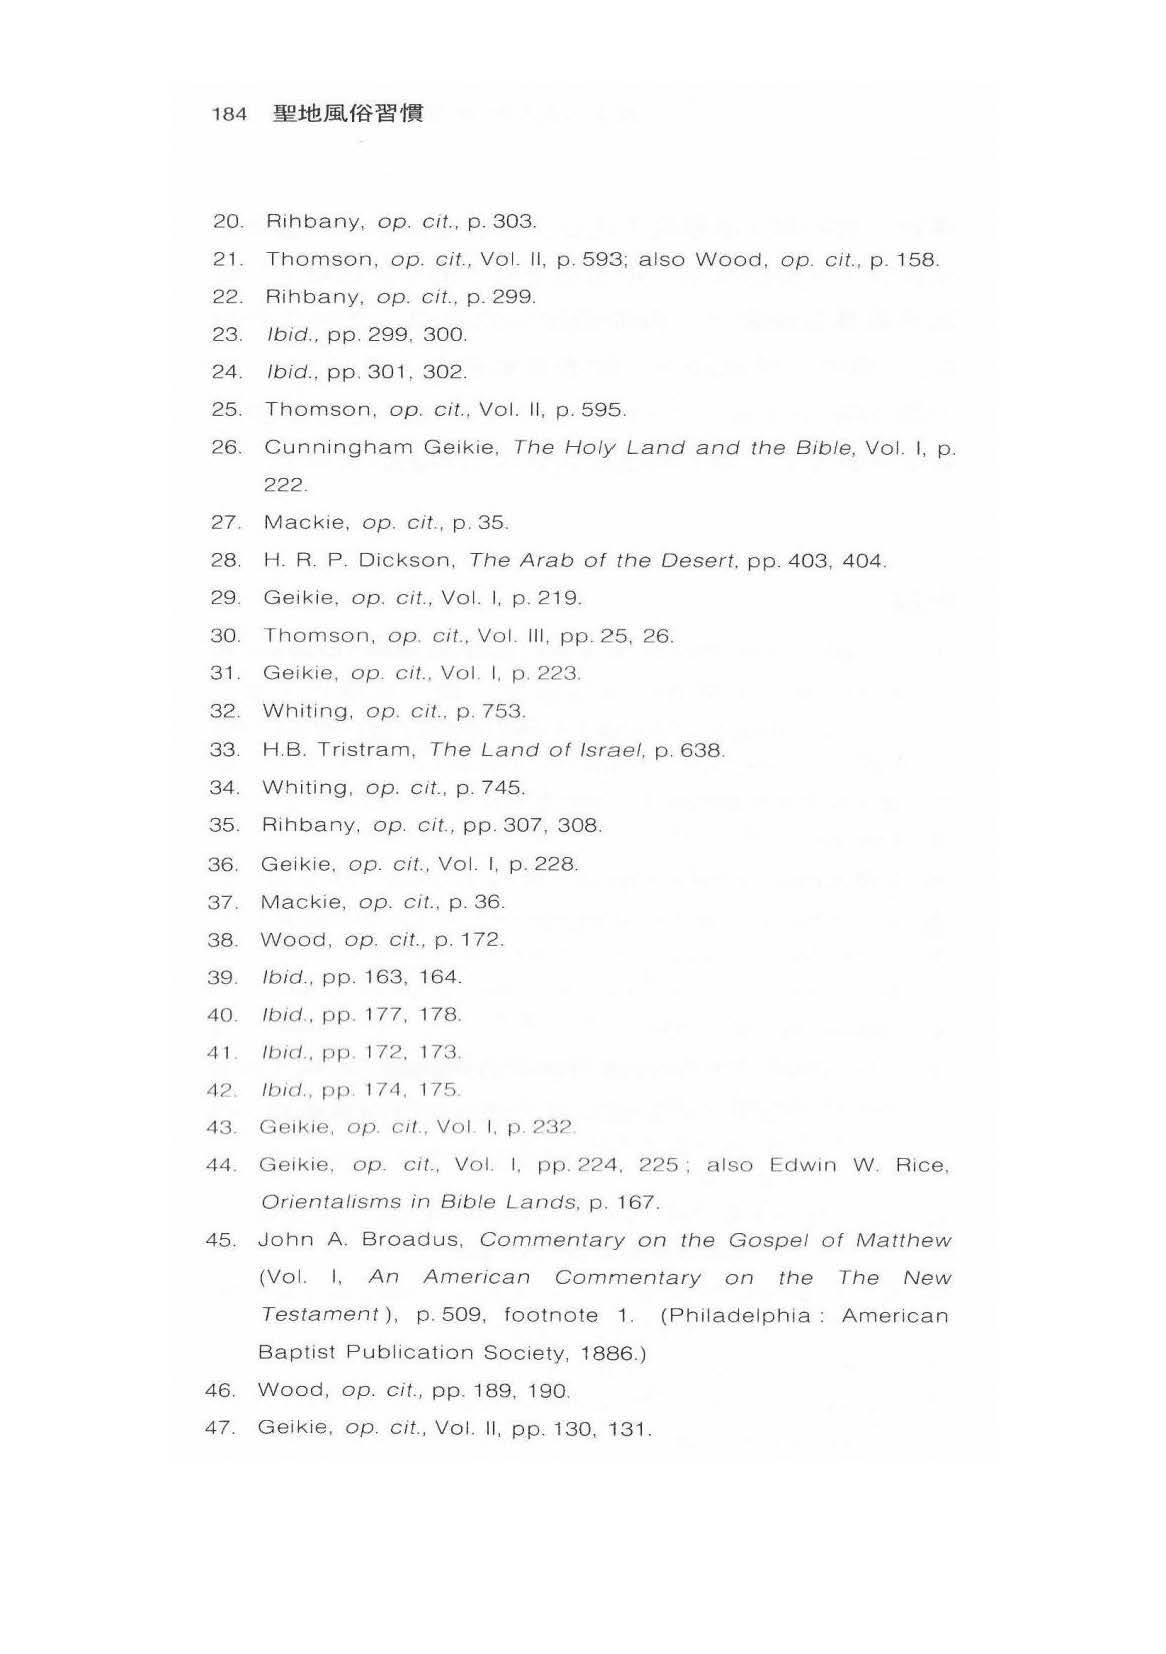 184 聖地風俗習慣
20. Rihbany, op. cit., p. 303.
21. Thomson, op. cit., Vol. II, p. 593; also Wood, op. cit., p. 158.
22. Rihbany, op. cit., p. 299.
23. Ibid., pp. 299, 300.
24. Ibid., pp. 301, 302.
25. Thomson, op. cit., Vol. II, p. 595.
26. Cunningham Geikie, The Holy Land and the Bible, Vol. I, p.
222.
27. Mackie, op. cit., p. 35.
28. H. R. P. Dickson, The Arab of the Desert, pp. 403, 404.
29. Geikie, op. cit., Vol. I, p. 219.
30. Thomson, op. cit., Vol. III, pp. 25, 26.
31. Geikie, op. cit., Vol. I, p. 223.
32. Whiting, op. cit., p. 753.
33. H.B. Tristram, The Land of Israel, p. 638.
34. Whiting, op. cit., p. 745.
35. Rihbany, op. cit., pp. 307, 308.
36. Geikie, op. cit., Vol. I, p. 228.
37. Mackie, op. cit., p. 36.
38. Wood, op. cit., p. 172.
39. Ibid., pp. 163, 164.
40. Ibid., pp. 177, 178.
41. Ibid., pp. 172, 173.
42. Ibid., pp. 174, 175.
43. Geikie, op. cit., Vol. I, p. 232.
44. Geikie, op. cit., Vol. I, pp. 224, 225 ; also Edwin W. Rice,
Orientalisms in Bible Lands, p. 167.
45. John A. Broadus, Commentary on the Gospel of Matthew
(Vol. I, An American Commentary on the The New
Testament ), p. 509, footnote 1. (Philadelphia : American
Baptist Publication Society, 1886.)
46. Wood, op. cit., pp. 189, 190.
47. Geikie, op. cit., Vol. II, pp. 130, 131.